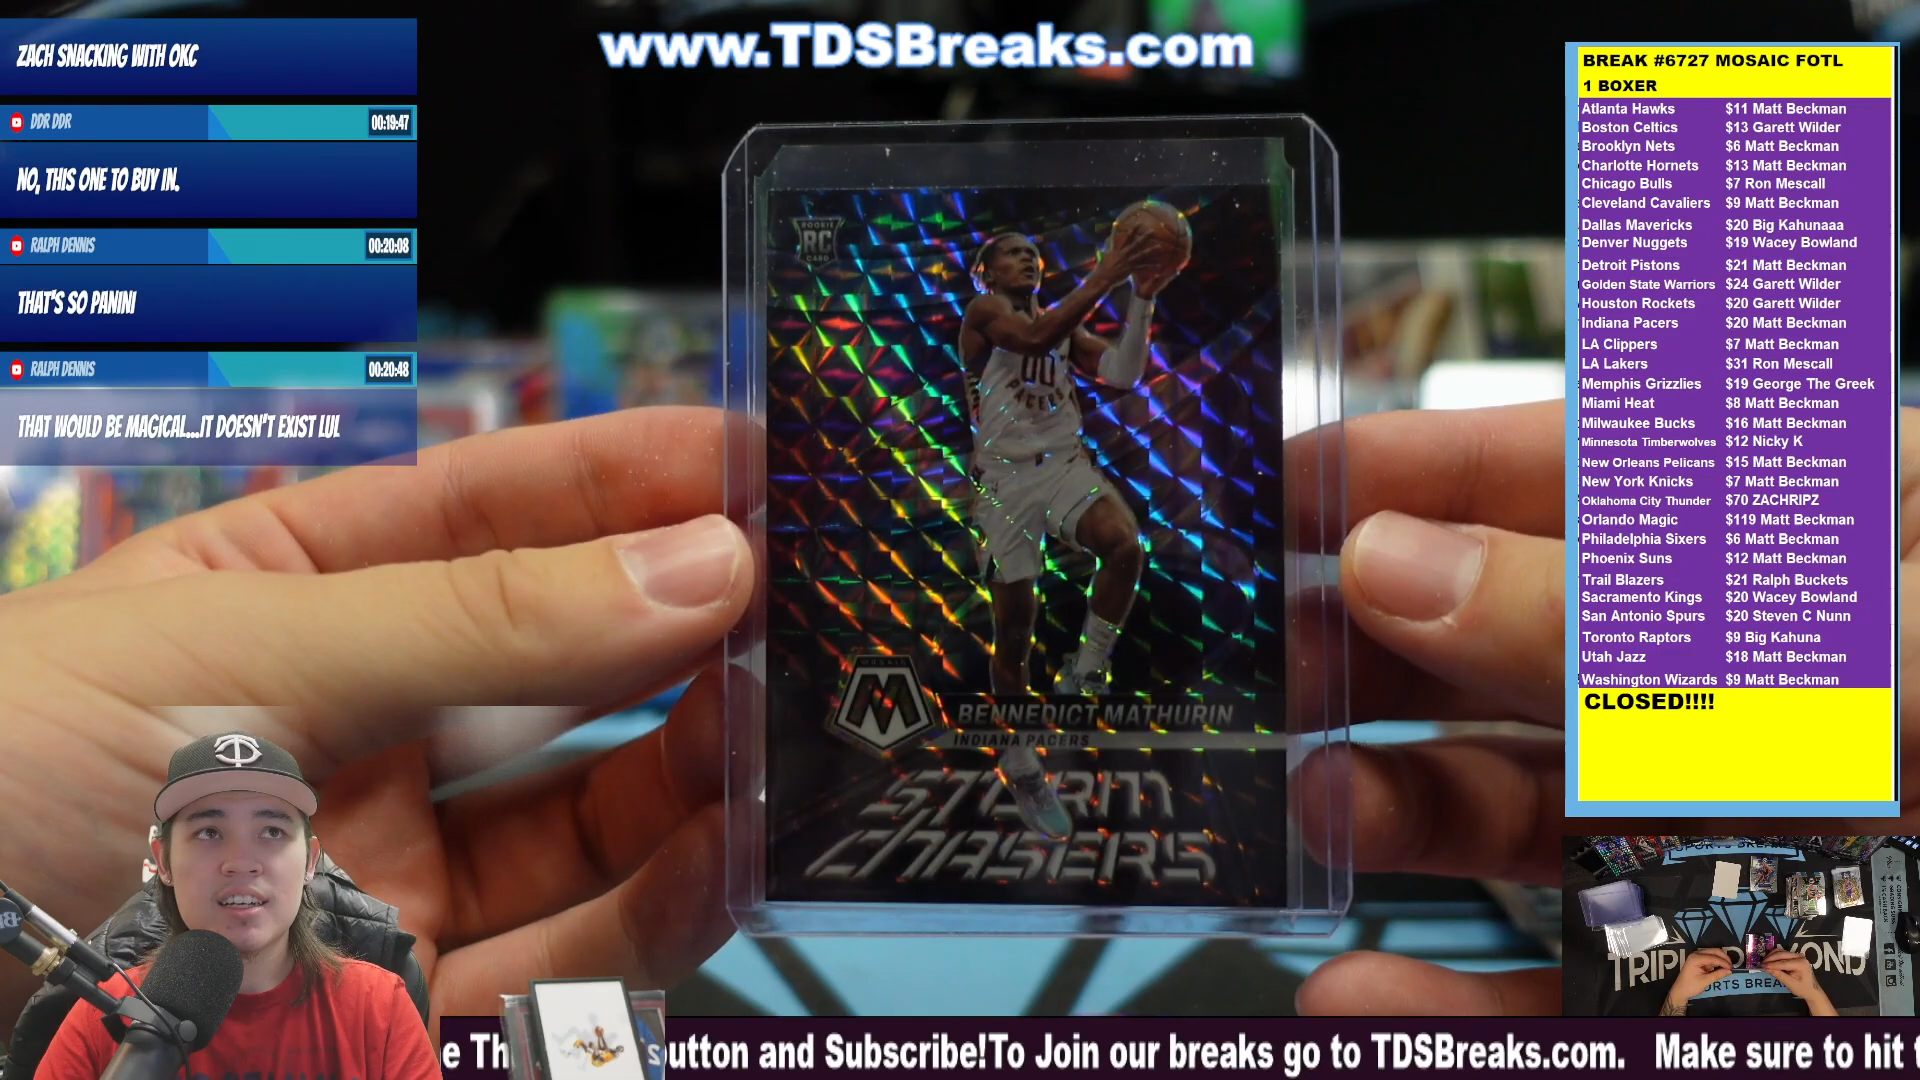 ZACH SNACKING WITH OKC
DDR DDR
00:19:47
NO, THIS ONE TO BUY IN.
RALPH DENNIS
00:20:08
THAT'S SO PANINI
RALPH DENNIS
00:20:48
THAT WOULD BE MAGICAL...IT DOESN'T EXIST LUL
www.TDSBreaks.com
ROOKIE
RC
CARD
00
PACERS
MOSAIC
M
BENNEDICT MATHURIN
INDIANA PACERS
STORM
CHASERS
BREAK #6727 MOSAIC FOTL
1 BOXER
Atlanta Hawks $11 Matt Beckman
Boston Celtics $13 Garett Wilder
Brooklyn Nets $6 Matt Beckman
Charlotte Hornets $13 Matt Beckman
Chicago Bulls $7 Ron Mescall
Cleveland Cavaliers $9 Matt Beckman
Dallas Mavericks $20 Big Kahunaaa
Denver Nuggets $19 Wacey Bowland
Detroit Pistons $21 Matt Beckman
Golden State Warriors $24 Garett Wilder
Houston Rockets $20 Garett Wilder
Indiana Pacers $20 Matt Beckman
LA Clippers $7 Matt Beckman
LA Lakers $31 Ron Mescall
Memphis Grizzlies $19 George The Greek
Miami Heat $8 Matt Beckman
Milwaukee Bucks $16 Matt Beckman
Minnesota Timberwolves $12 Nicky K
New Orleans Pelicans $15 Matt Beckman
New York Knicks $7 Matt Beckman
Oklahoma City Thunder $70 ZACHRIPZ
Orlando Magic $119 Matt Beckman
Philadelphia Sixers $6 Matt Beckman
Phoenix Suns $12 Matt Beckman
Trail Blazers $21 Ralph Buckets
Sacramento Kings $20 Wacey Bowland
San Antonio Spurs $20 Steven C Nunn
Toronto Raptors $9 Big Kahuna
Utah Jazz $18 Matt Beckman
Washington Wizards $9 Matt Beckman
CLOSED!!!!
TC
e Th utton and Subscribe!To Join our breaks go to TDSBreaks.com. Make sure to hit t